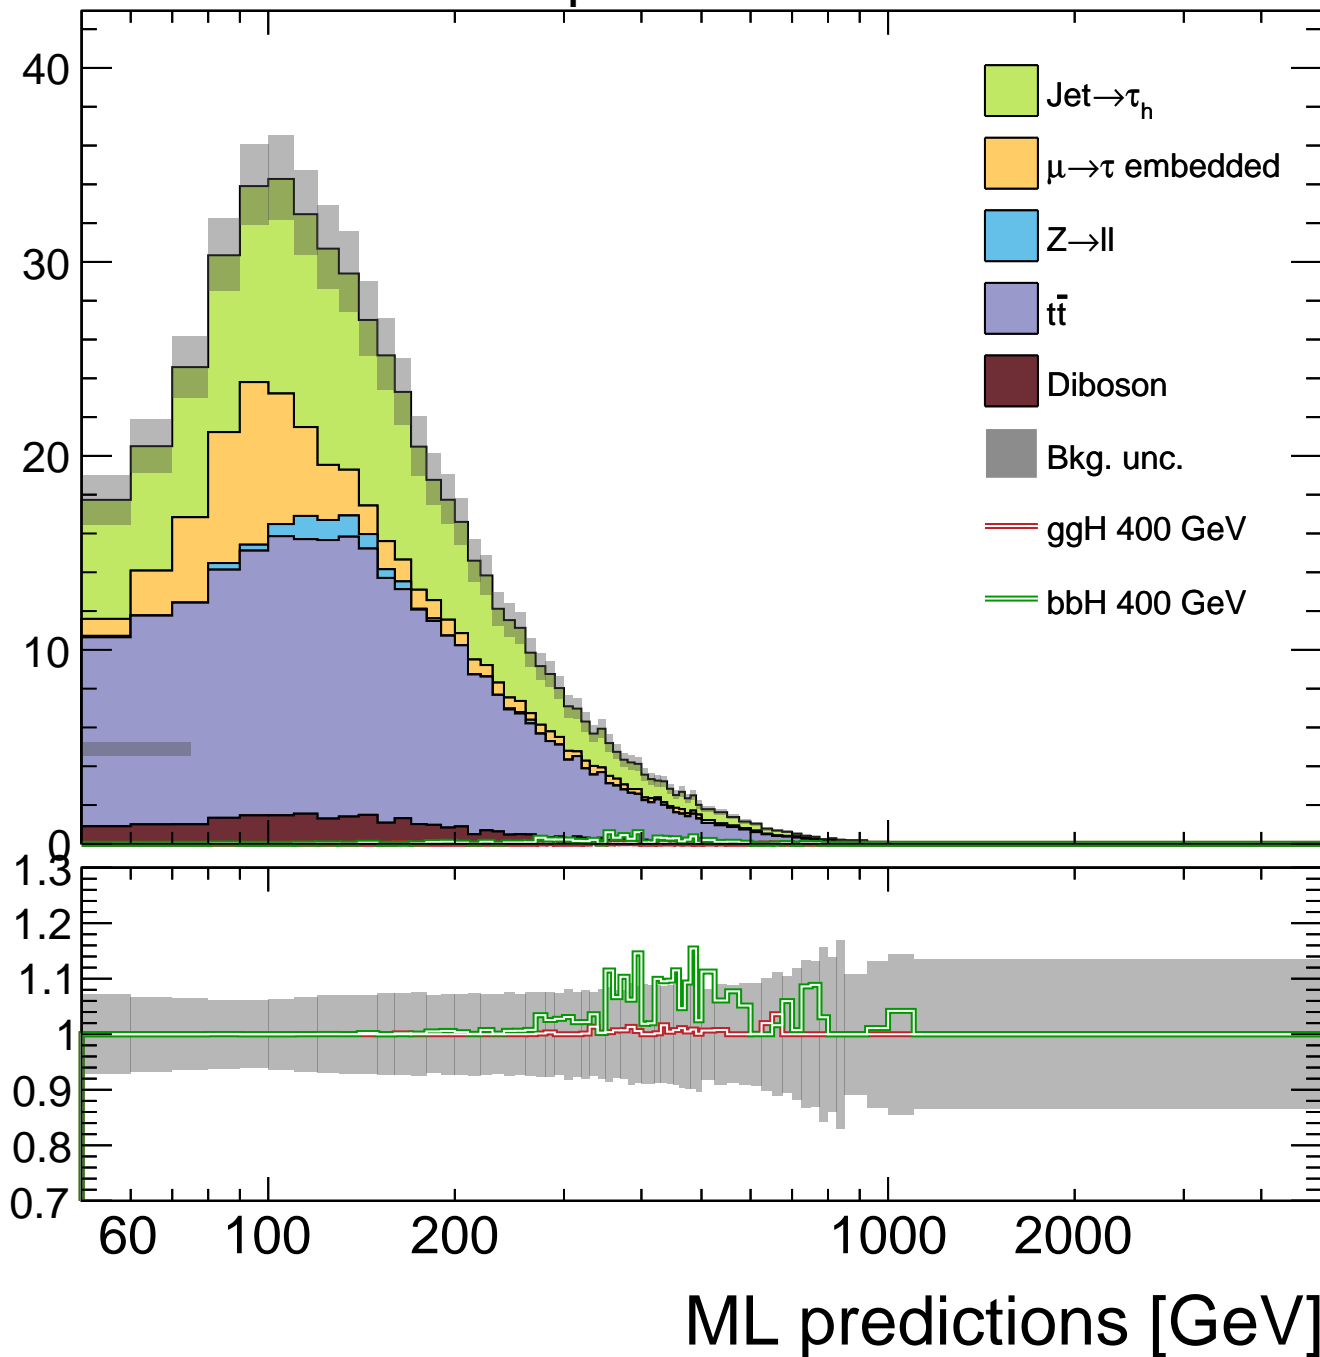 40
30
20
10
0
Jet→τh
μ→τ embedded
Z→ll
tt̄
Diboson
Bkg. unc.
ggH 400 GeV
bbH 400 GeV
1.3
1.2
1.1
1
0.9
0.8
0.7
60 100 200 1000 2000
ML predictions [GeV]